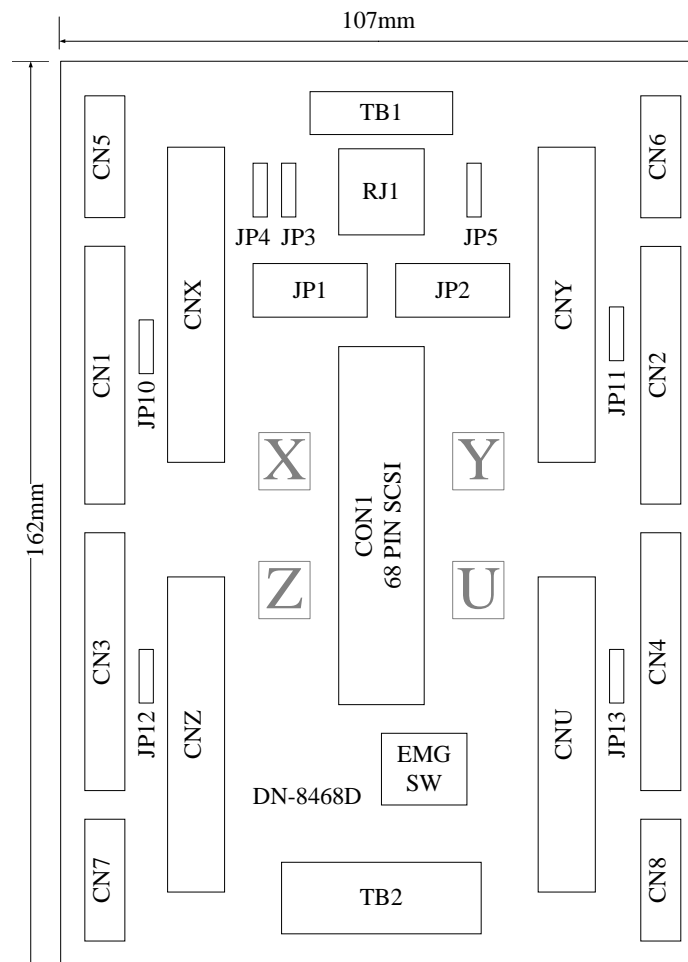 107mm
TB1
CN5
CN6
RJ1
JP4
JP3
JP5
CNX
CNY
JP1
JP2
CN1
JP10
JP11
CN2
X
Y
162mm
CON1
68 PIN SCSI
Z
U
CN3
JP12
CNZ
CNU
JP13
CN4
EMG
SW
DN-8468D
CN7
TB2
CN8